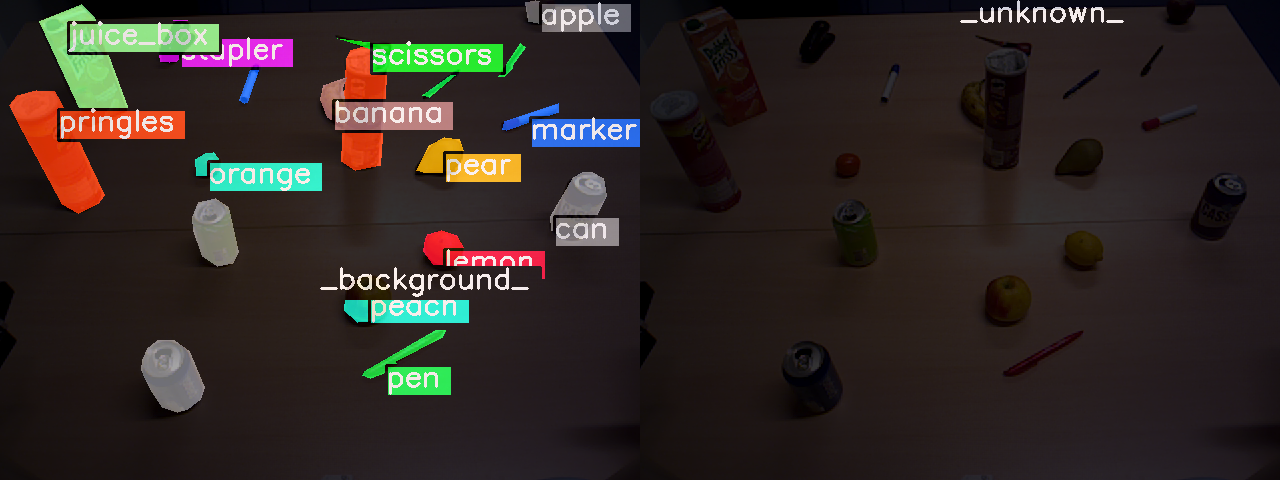 apple
_unknown_
juice_box
stapler
scissors
banana
pringles
marker
pear
orange
can
lemon
_background_
peach
pen